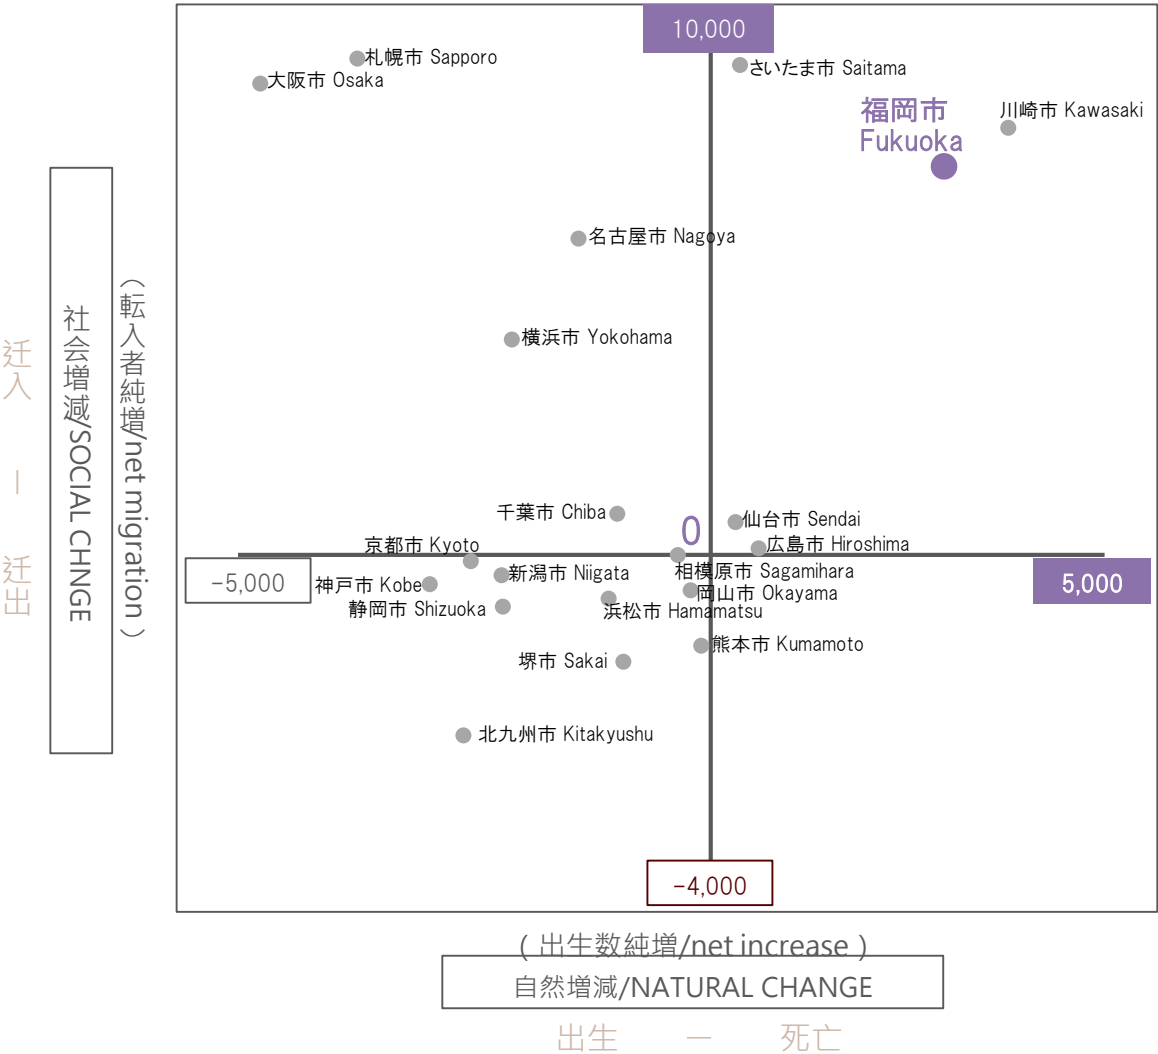 10,000
札幌市 Sapporo
大阪市 Osaka
さいたま市 Saitama
福岡市
Fukuoka
川崎市 Kawasaki
名古屋市 Nagoya
横浜市 Yokohama
社会増減/SOCIAL CHNGE
(転入者純増/net migration)
迁入
－
迁出
千葉市 Chiba
0
仙台市 Sendai
京都市 Kyoto
広島市 Hiroshima
-5,000
神戸市 Kobe
新潟市 Niigata
相模原市 Sagamihara
岡山市 Okayama
5,000
静岡市 Shizuoka
浜松市 Hamamatsu
熊本市 Kumamoto
堺市 Sakai
北九州市 Kitakyushu
-4,000
(出生数純増/net increase)
自然増減/NATURAL CHANGE
出生 － 死亡